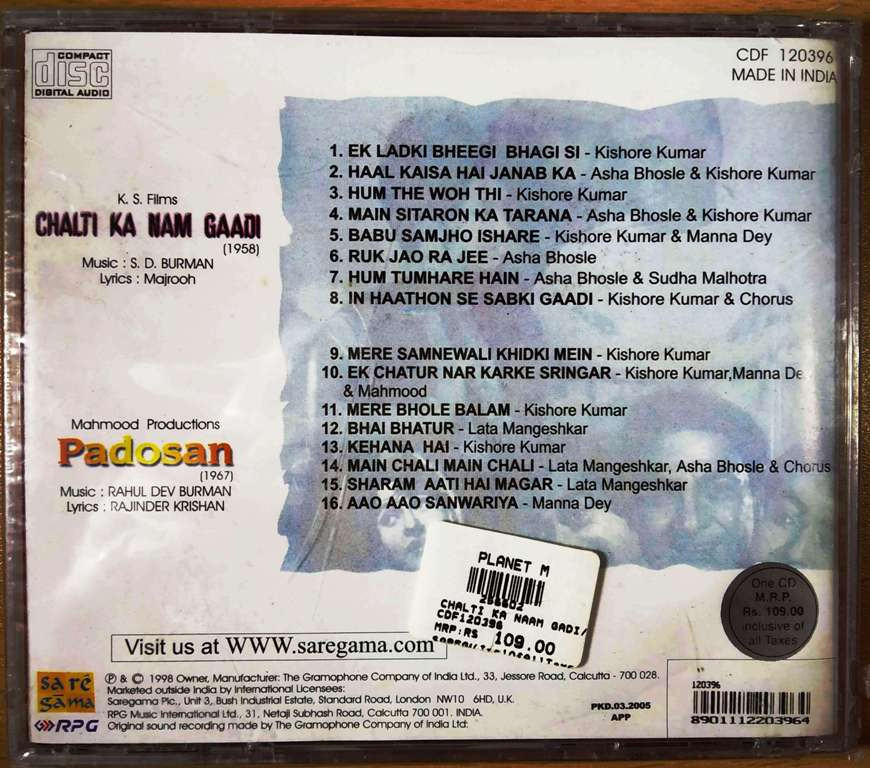 COMPACT
disc
DIGITAL AUDIO
CDF 120396
MADE IN INDIA
K. S. Films
CHALTI KA NAM GAADI
(1958)
Music : S. D. BURMAN
Lyrics : Majrooh
1. EK LADKI BHEEGI BHAGI SI - Kishore Kumar
2. HAAL KAISA HAI JANAB KA - Asha Bhosle & Kishore Kumar
3. HUM THE WOH THI - Kishore Kumar
4. MAIN SITARON KA TARANA - Asha Bhosle & Kishore Kumar
5. BABU SAMJHO ISHARE - Kishore Kumar & Manna Dey
6. RUK JAO RA JEE - Asha Bhosle
7. HUM TUMHARE HAIN - Asha Bhosle & Sudha Malhotra
8. IN HAATHON SE SABKI GAADI - Kishore Kumar & Chorus
Mahmood Productions
Padosan
(1967)
Music : RAHUL DEV BURMAN
Lyrics : RAJINDER KRISHAN
9. MERE SAMNEWALI KHIDKI MEIN - Kishore Kumar
10. EK CHATUR NAR KARKE SRINGAR - Kishore Kumar,Manna De
& Mahmood
11. MERE BHOLE BALAM - Kishore Kumar
12. BHAI BHATUR - Lata Mangeshkar
13. KEHANA HAI - Kishore Kumar
14. MAIN CHALI MAIN CHALI - Lata Mangeshkar, Asha Bhosle & Chorus
15. SHARAM AATI HAI MAGAR - Lata Mangeshkar
16. AAO AAO SANWARIYA - Manna Dey
PLANET M
256602
CHALTI KA NAAM GADI/
CDF120396
MRP:RS 109.00
One CD
M.R.P.
Rs. 109.00
inclusive of
all Taxes
Visit us at WWW.saregama.com
sa re
ga ma
RPG
℗ & © 1998 Owner, Manufacturer: The Gramophone Company of India Ltd., 33, Jessore Road, Calcutta - 700 028.
Marketed outside India by International Licensees:
Saregama Plc., Unit 3, Bush Industrial Estate, Standard Road, London NW10 6HD, U.K.
RPG Music International Ltd., 31, Netaji Subhash Road, Calcutta 700 001. INDIA.
Original sound recording made by The Gramophone Company of India Ltd:
PKD.03.2005
APP
120396
8901112203964